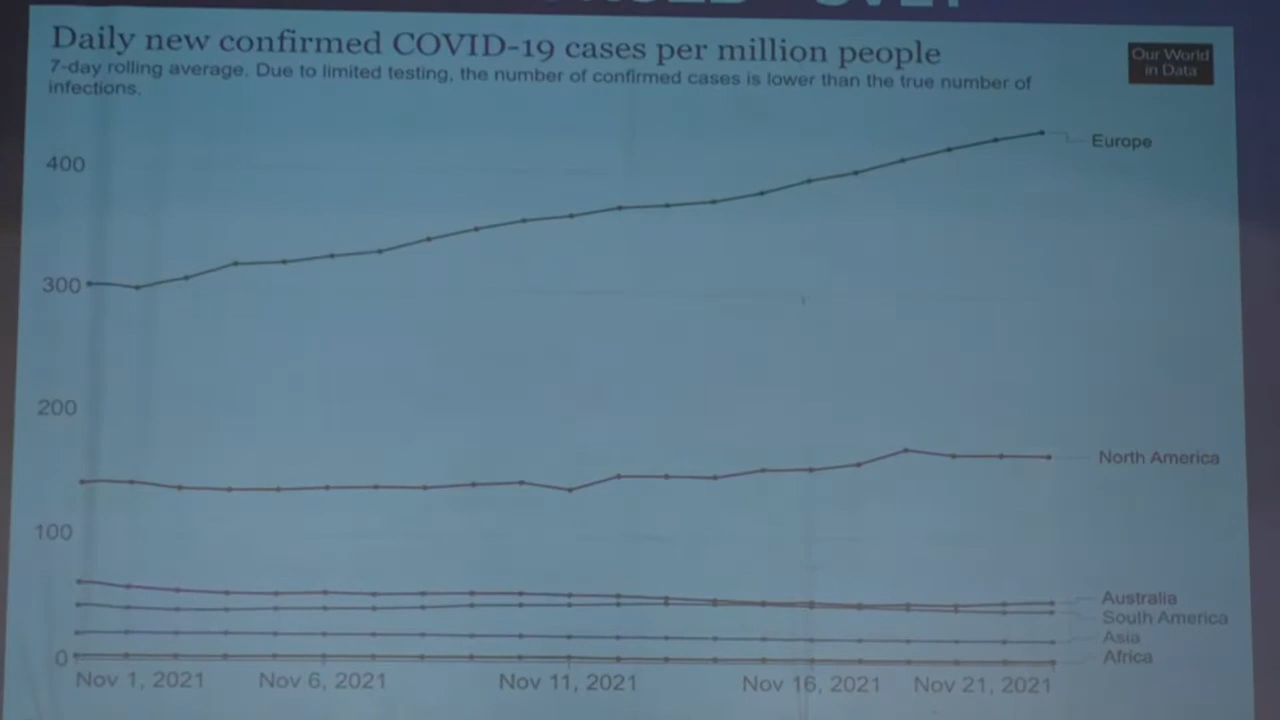 Daily new confirmed COVID-19 cases per million people
7-day rolling average. Due to limited testing, the number of confirmed cases is lower than the true number of
infections.
Our World
in Data
400
300
200
100
0
Europe
North America
Australia
South America
Asia
Africa
Nov 1, 2021
Nov 6, 2021
Nov 11, 2021
Nov 16, 2021
Nov 21, 2021